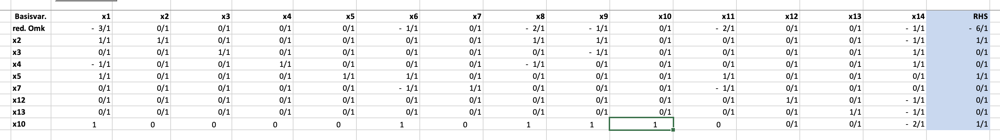 Basisvar. x1 x2 x3 x4 x5 x6 x7 x8 x9 x10 x11 x12 x13 x14 RHS
red. Omk - 3/1 0/1 0/1 0/1 0/1 - 1/1 0/1 - 2/1 - 1/1 0/1 - 2/1 0/1 0/1 - 1/1 - 6/1
x2 1/1 1/1 0/1 0/1 0/1 0/1 0/1 1/1 1/1 0/1 0/1 0/1 0/1 - 1/1 1/1
x3 0/1 0/1 1/1 0/1 0/1 0/1 0/1 0/1 - 1/1 0/1 0/1 0/1 0/1 1/1 0/1
x4 - 1/1 0/1 0/1 1/1 0/1 0/1 0/1 - 1/1 0/1 0/1 0/1 0/1 0/1 1/1 0/1
x5 1/1 0/1 0/1 0/1 1/1 1/1 0/1 0/1 0/1 0/1 1/1 0/1 0/1 0/1 1/1
x7 0/1 0/1 0/1 0/1 0/1 - 1/1 1/1 0/1 0/1 0/1 - 1/1 0/1 0/1 0/1 0/1
x12 0/1 0/1 0/1 0/1 0/1 0/1 0/1 0/1 0/1 0/1 0/1 1/1 0/1 - 1/1 0/1
x13 0/1 0/1 0/1 0/1 0/1 0/1 0/1 0/1 0/1 0/1 0/1 0/1 1/1 - 1/1 0/1
x10 1 0 0 0 0 1 0 1 1 1 0 0/1 0/1 - 2/1 1/1